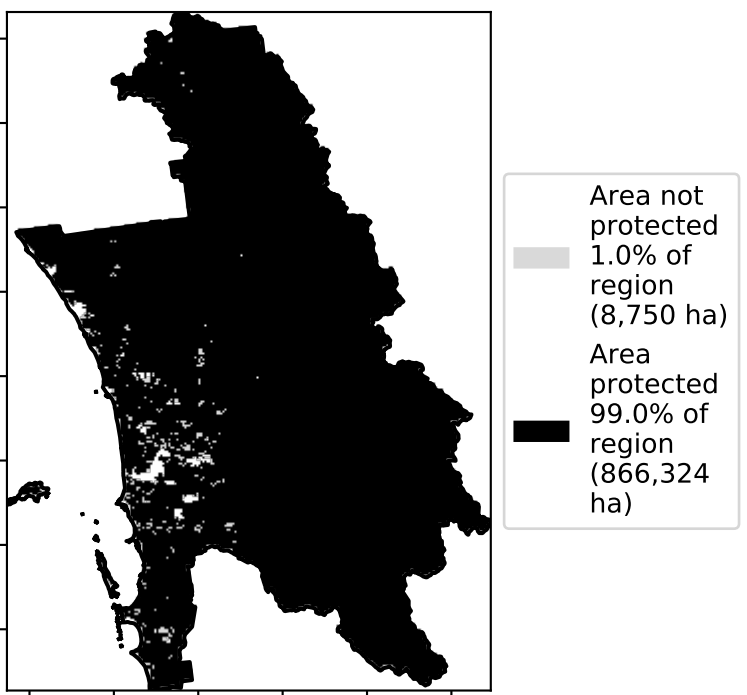 Area not
protected
1.0% of
region
(8,750 ha)
Area
protected
99.0% of
region
(866,324
ha)